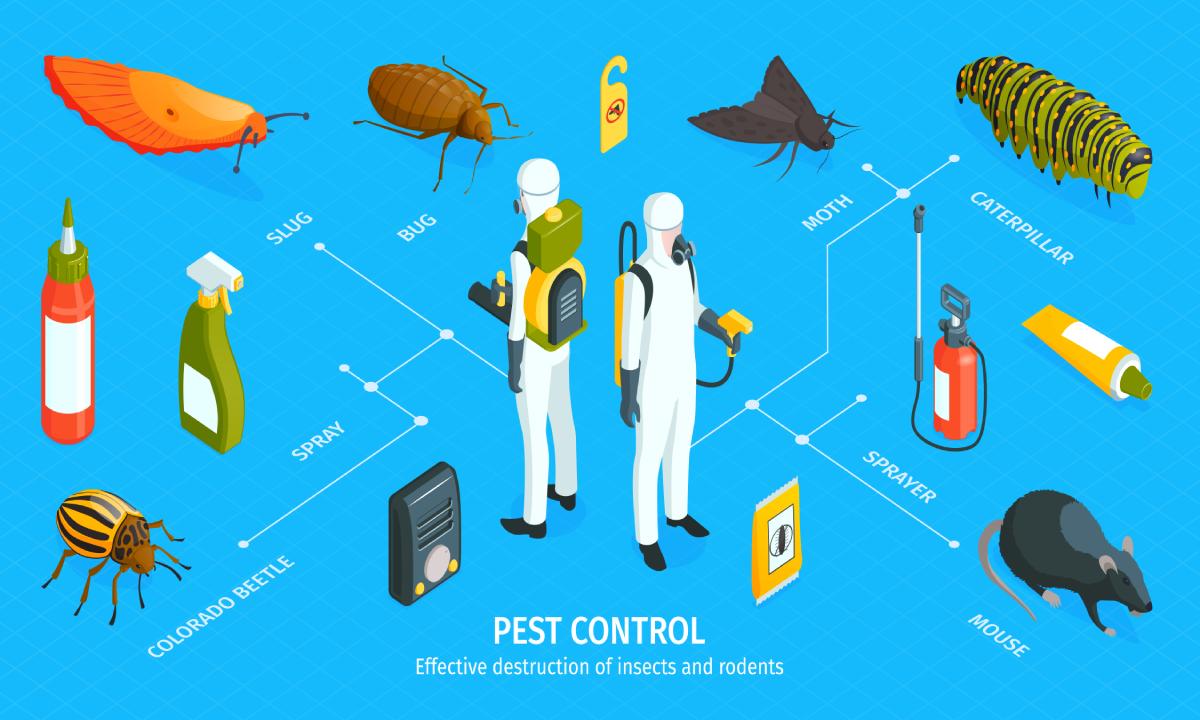 SLUG
BUG
MOTH
CATERPILLAR
SPRAY
SPRAYER
COLORADO BEETLE
MOUSE
PEST CONTROL
Effective destruction of insects and rodents